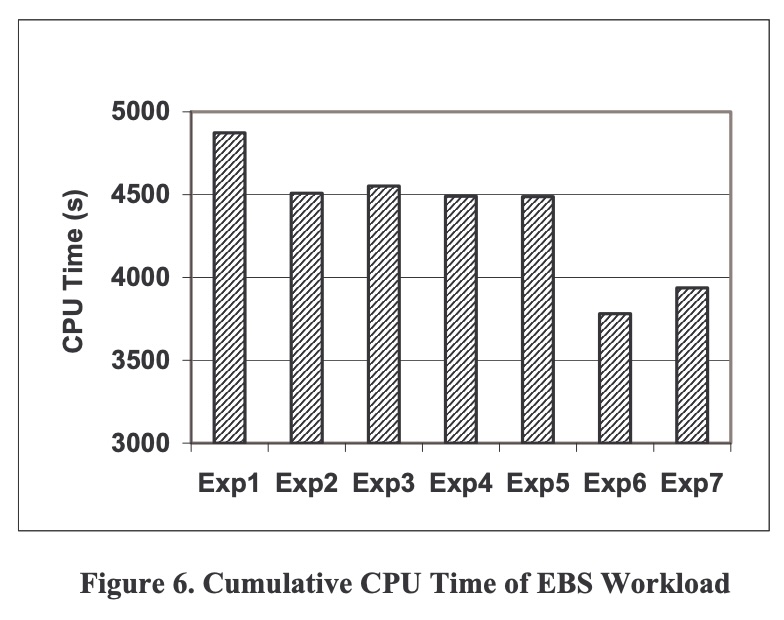 5000
4500
4000
3500
3000
CPU Time (s)
Exp1 Exp2 Exp3 Exp4 Exp5 Exp6 Exp7
Figure 6. Cumulative CPU Time of EBS Workload